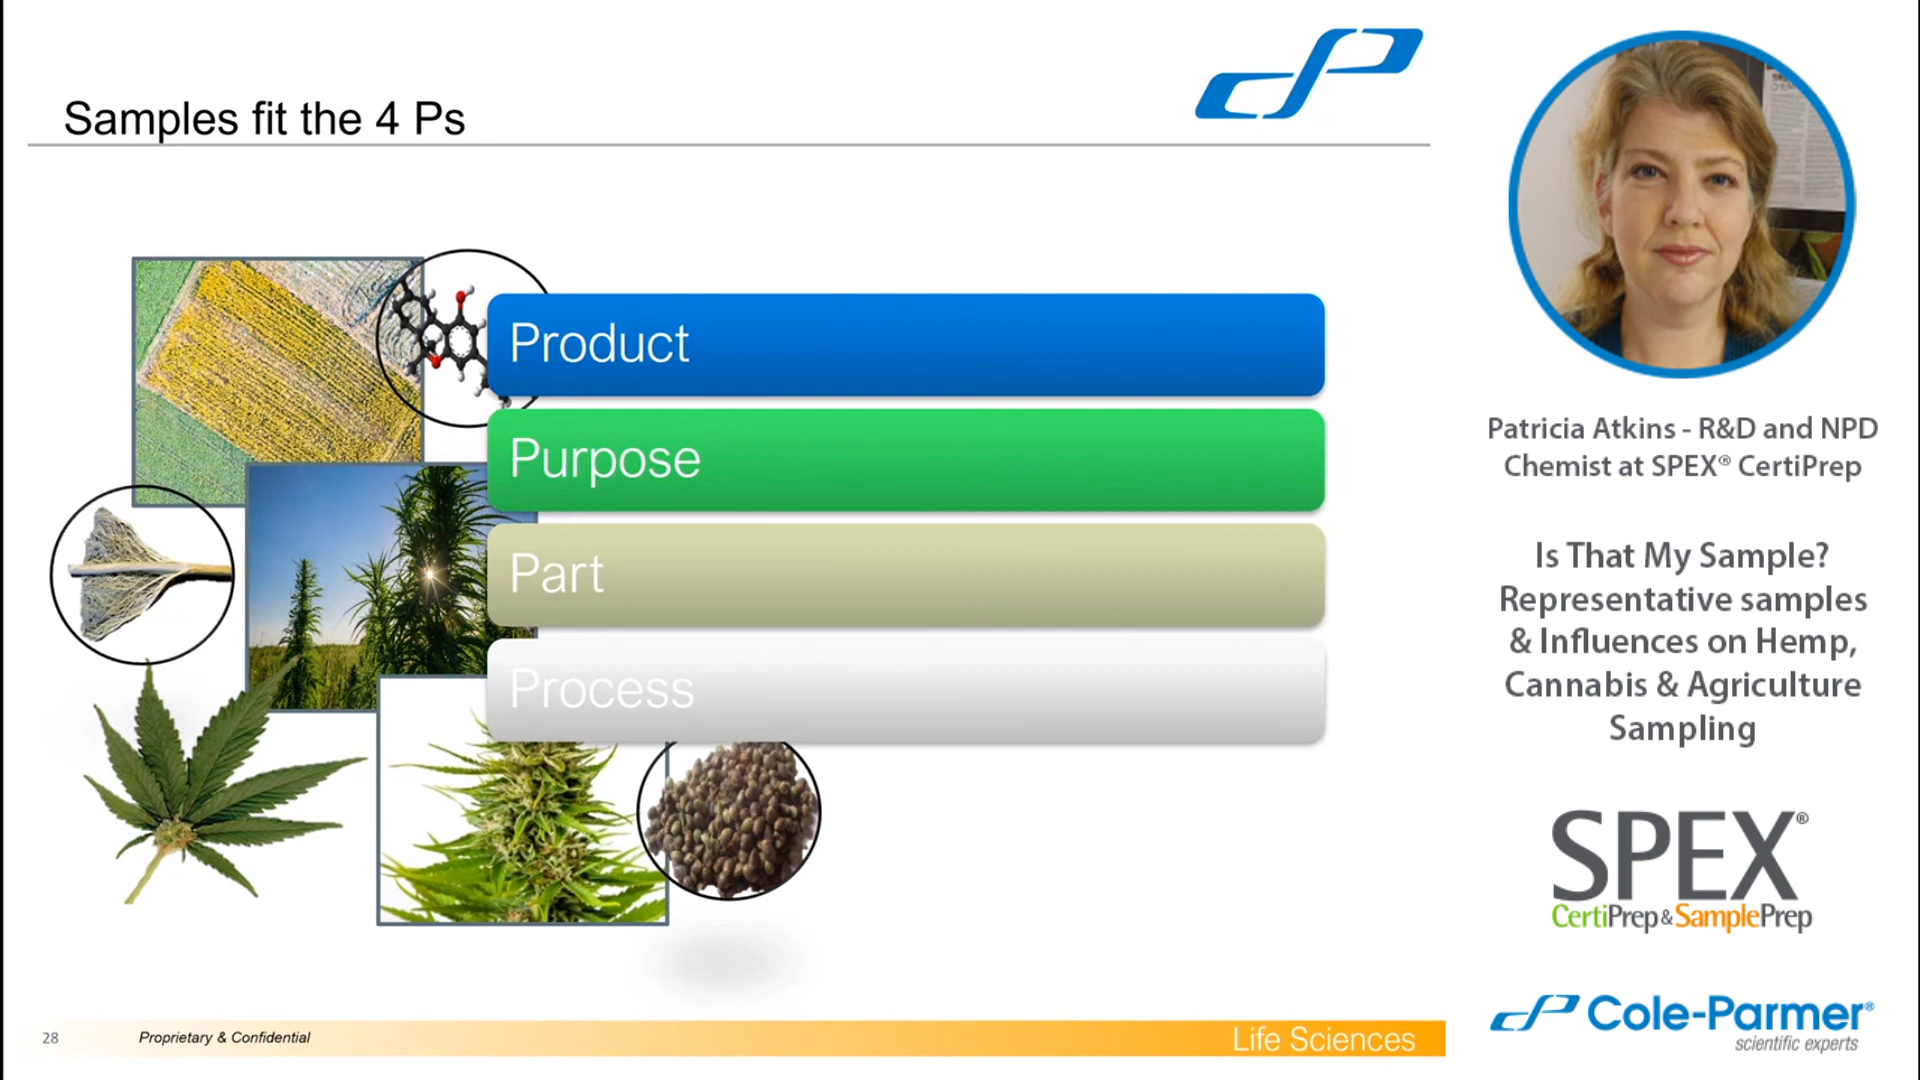 Samples fit the 4 Ps
Product
Purpose
Part
Process
28
Proprietary & Confidential
Life Sciences
Patricia Atkins - R&D and NPD
Chemist at SPEX® CertiPrep
Is That My Sample?
Representative samples
& Influences on Hemp,
Cannabis & Agriculture
Sampling
SPEX®
CertiPrep & SamplePrep
Cole-Parmer®
scientific experts